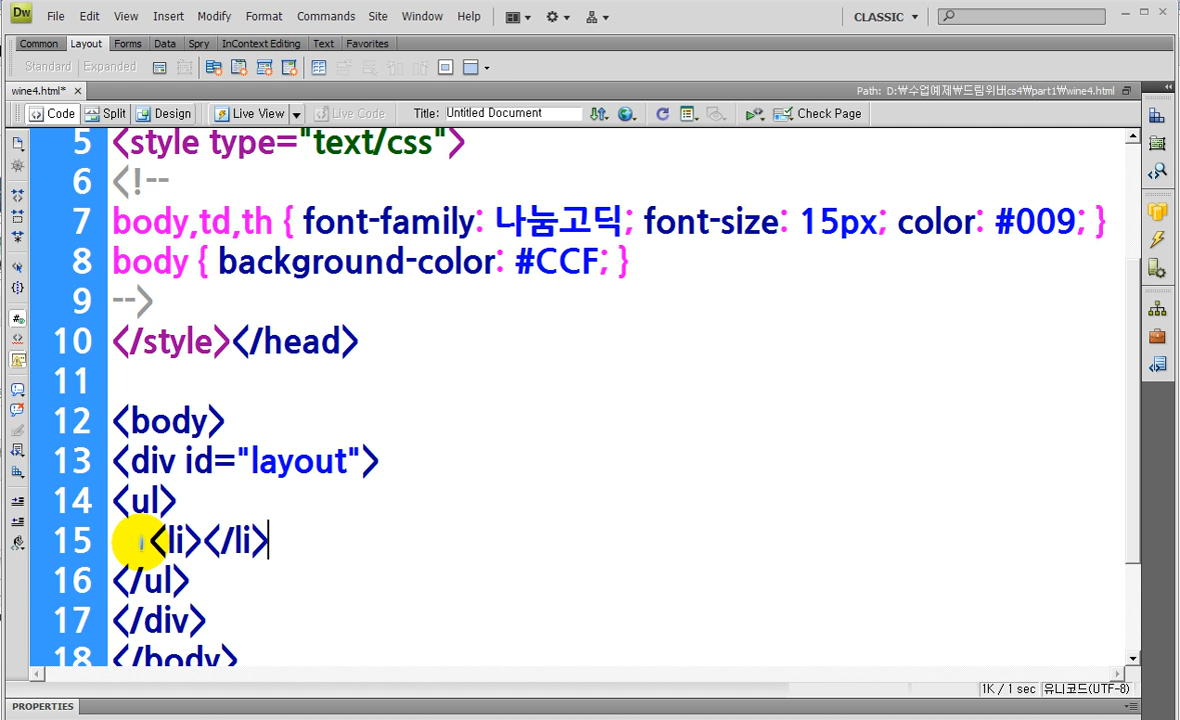 Dw File Edit View Insert Modify Format Commands Site Window Help CLASSIC
Common Layout Forms Data Spry InContext Editing Text Favorites
Standard Expanded
wine4.html* Path: D:₩수업예제₩드림위버cs4₩part1₩wine4.html
Code Split Design Live View Live Code Title: Untitled Document Check Page
5 <style type="text/css">
6 <!--
7 body,td,th { font-family: 나눔고딕; font-size: 15px; color: #009; }
8 body { background-color: #CCF; }
9 -->
10 </style></head>
11
12 <body>
13 <div id="layout">
14 <ul>
15 <li></li>
16 </ul>
17 </div>
18 </body>
1K / 1 sec 유니코드(UTF-8)
PROPERTIES